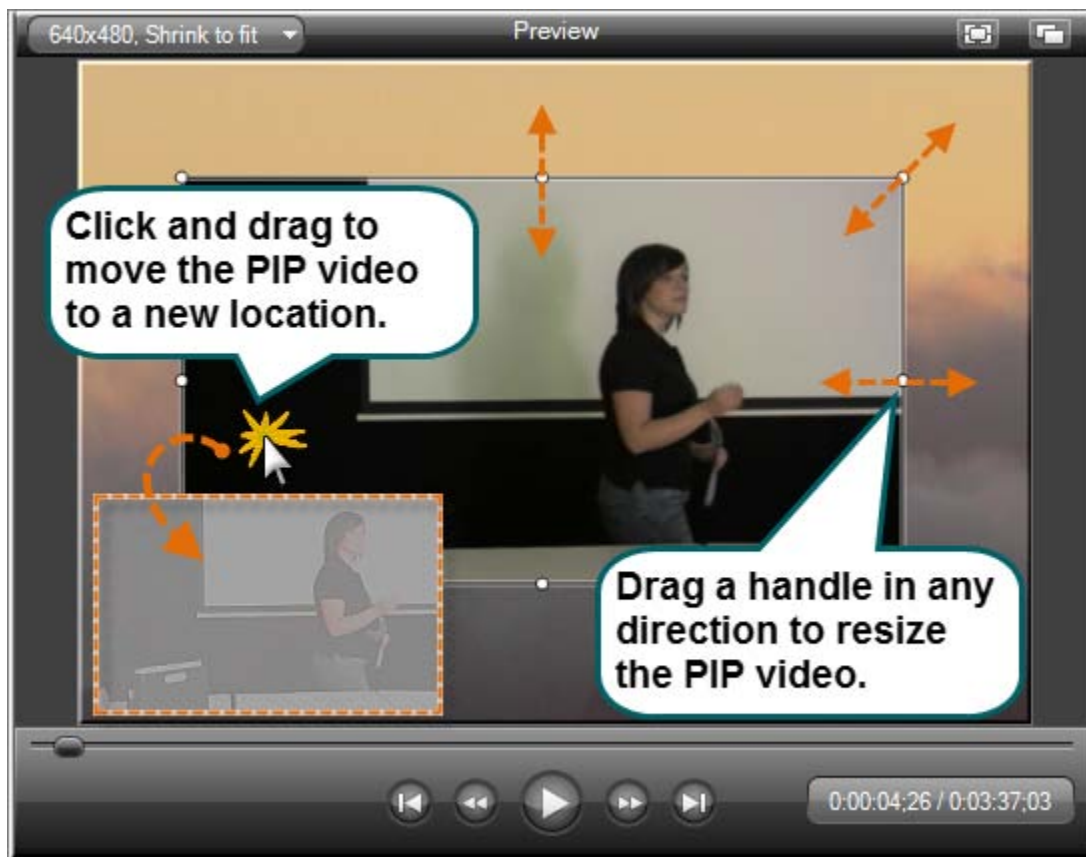 640x480, Shrink to fit
Preview
Click and drag to
move the PIP video
to a new location.
Drag a handle in any
direction to resize
the PIP video.
0:00:04;26 / 0:03:37;03